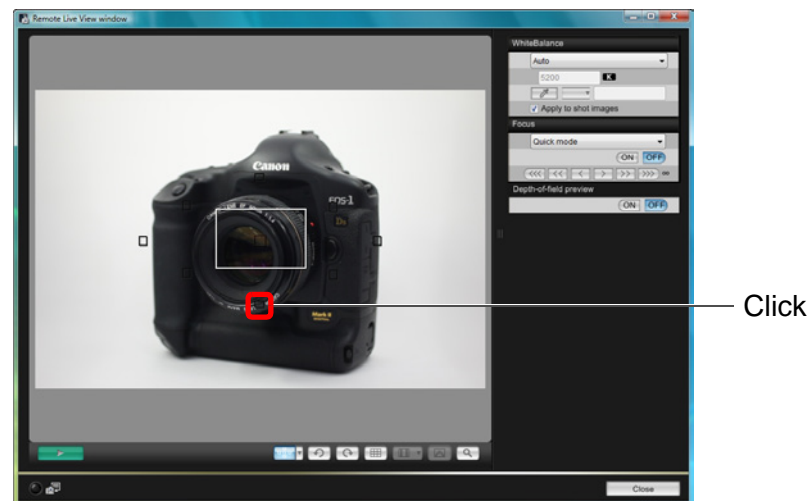 Remote Live View window
WhiteBalance
Auto
5200
K
Apply to shot images
Focus
Quick mode
ON OFF
<<< << < > >> >>> ∞
Depth-of-field preview
ON OFF
Canon
EOS-1
Ds
Mark II
Click
Close